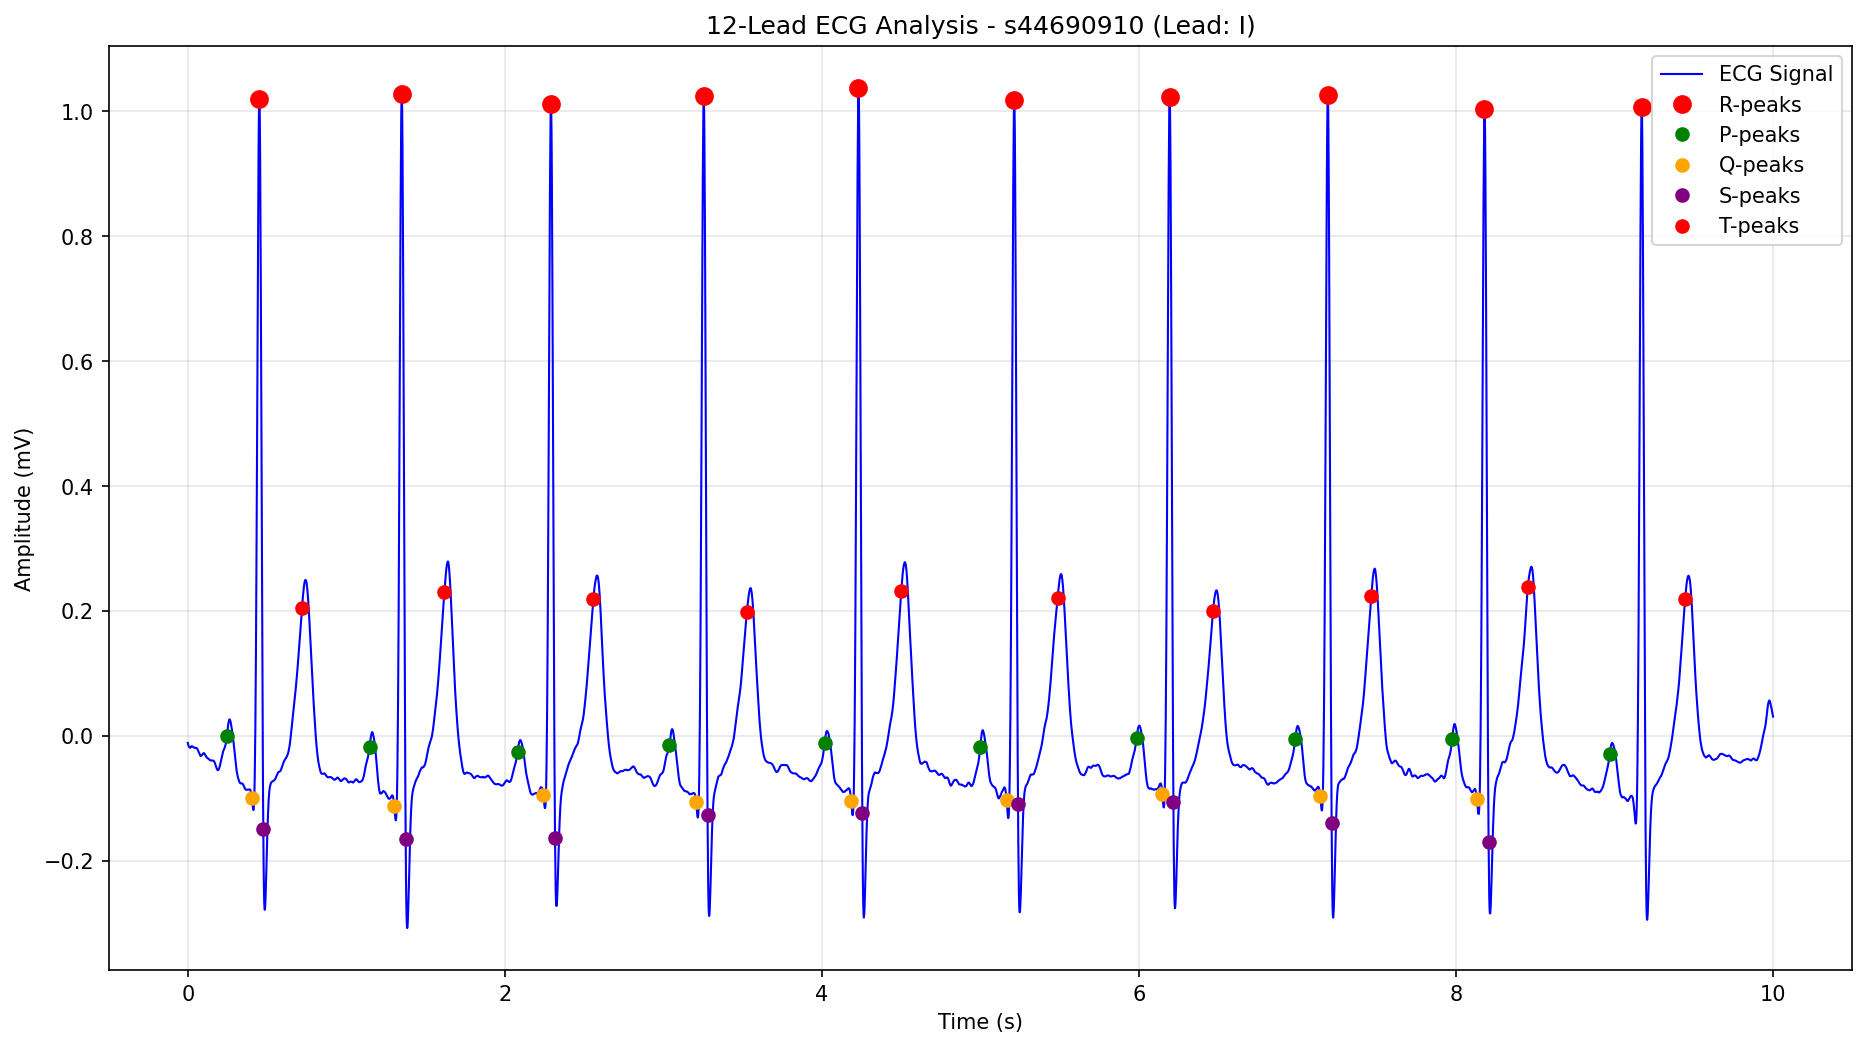 12-Lead ECG Analysis - s44690910 (Lead: I)
ECG Signal
R-peaks
P-peaks
Q-peaks
S-peaks
T-peaks
Amplitude (mV)
1.0
0.8
0.6
0.4
0.2
0.0
−0.2
0 2 4 6 8 10
Time (s)